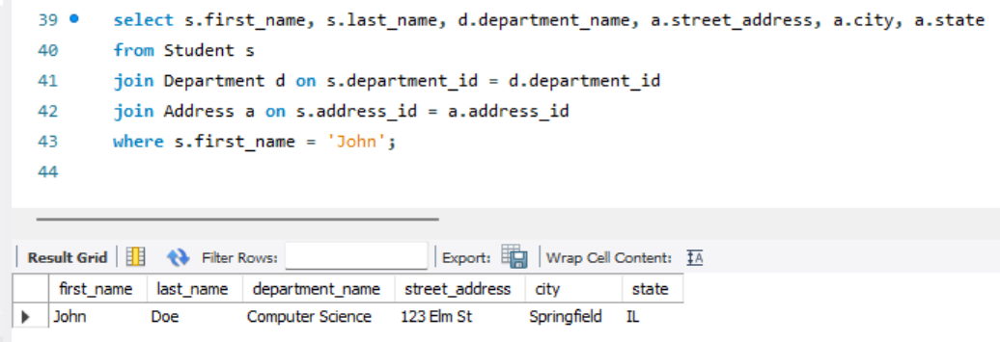 39 select s.first_name, s.last_name, d.department_name, a.street_address, a.city, a.state
40 from Student s
41 join Department d on s.department_id = d.department_id
42 join Address a on s.address_id = a.address_id
43 where s.first_name = 'John';
44
Result Grid Filter Rows: Export: Wrap Cell Content: IA
first_name last_name department_name street_address city state
John Doe Computer Science 123 Elm St Springfield IL